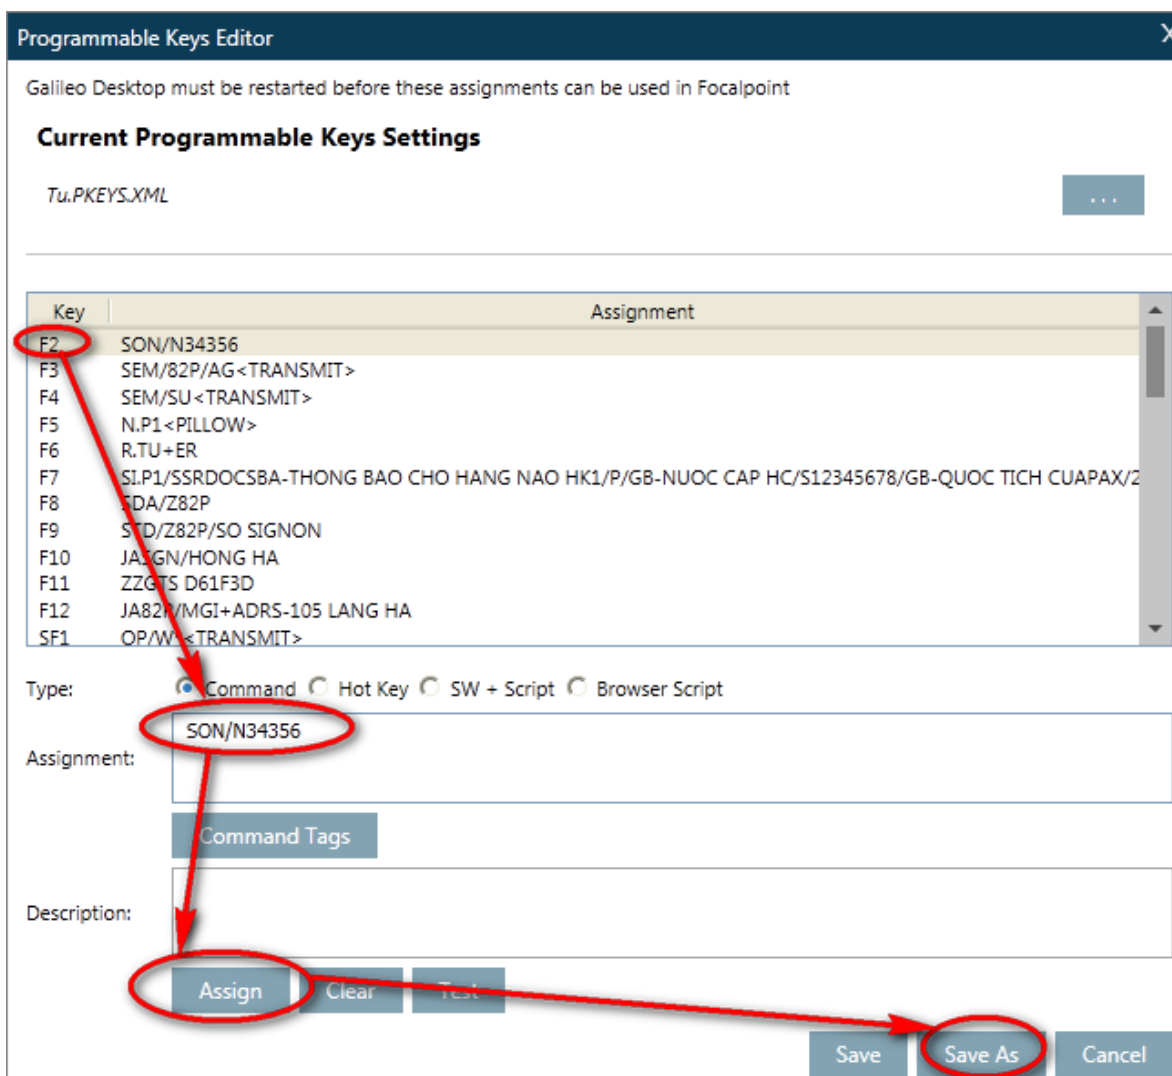 Programmable Keys Editor X
Galileo Desktop must be restarted before these assignments can be used in Focalpoint
Current Programmable Keys Settings
Tu.PKEYS.XML ...
Key Assignment
F2 SON/N34356
F3 SEM/82P/AG<TRANSMIT>
F4 SEM/SU<TRANSMIT>
F5 N.P1<PILLOW>
F6 R.TU+ER
F7 SI.P1/SSRDOCSBA-THONG BAO CHO HANG NAO HK1/P/GB-NUOC CAP HC/S12345678/GB-QUOC TICH CUAPAX/2
F8 SDA/Z82P
F9 STD/Z82P/SO SIGNON
F10 JASGN/HONG HA
F11 ZZGTS D61F3D
F12 JA82P/MGI+ADRS-105 LANG HA
SF1 <TRANSMIT>
Type: Command Hot Key SW + Script Browser Script
Assignment: SON/N34356
Command Tags
Description:
Assign Clear Test
Save Save As Cancel